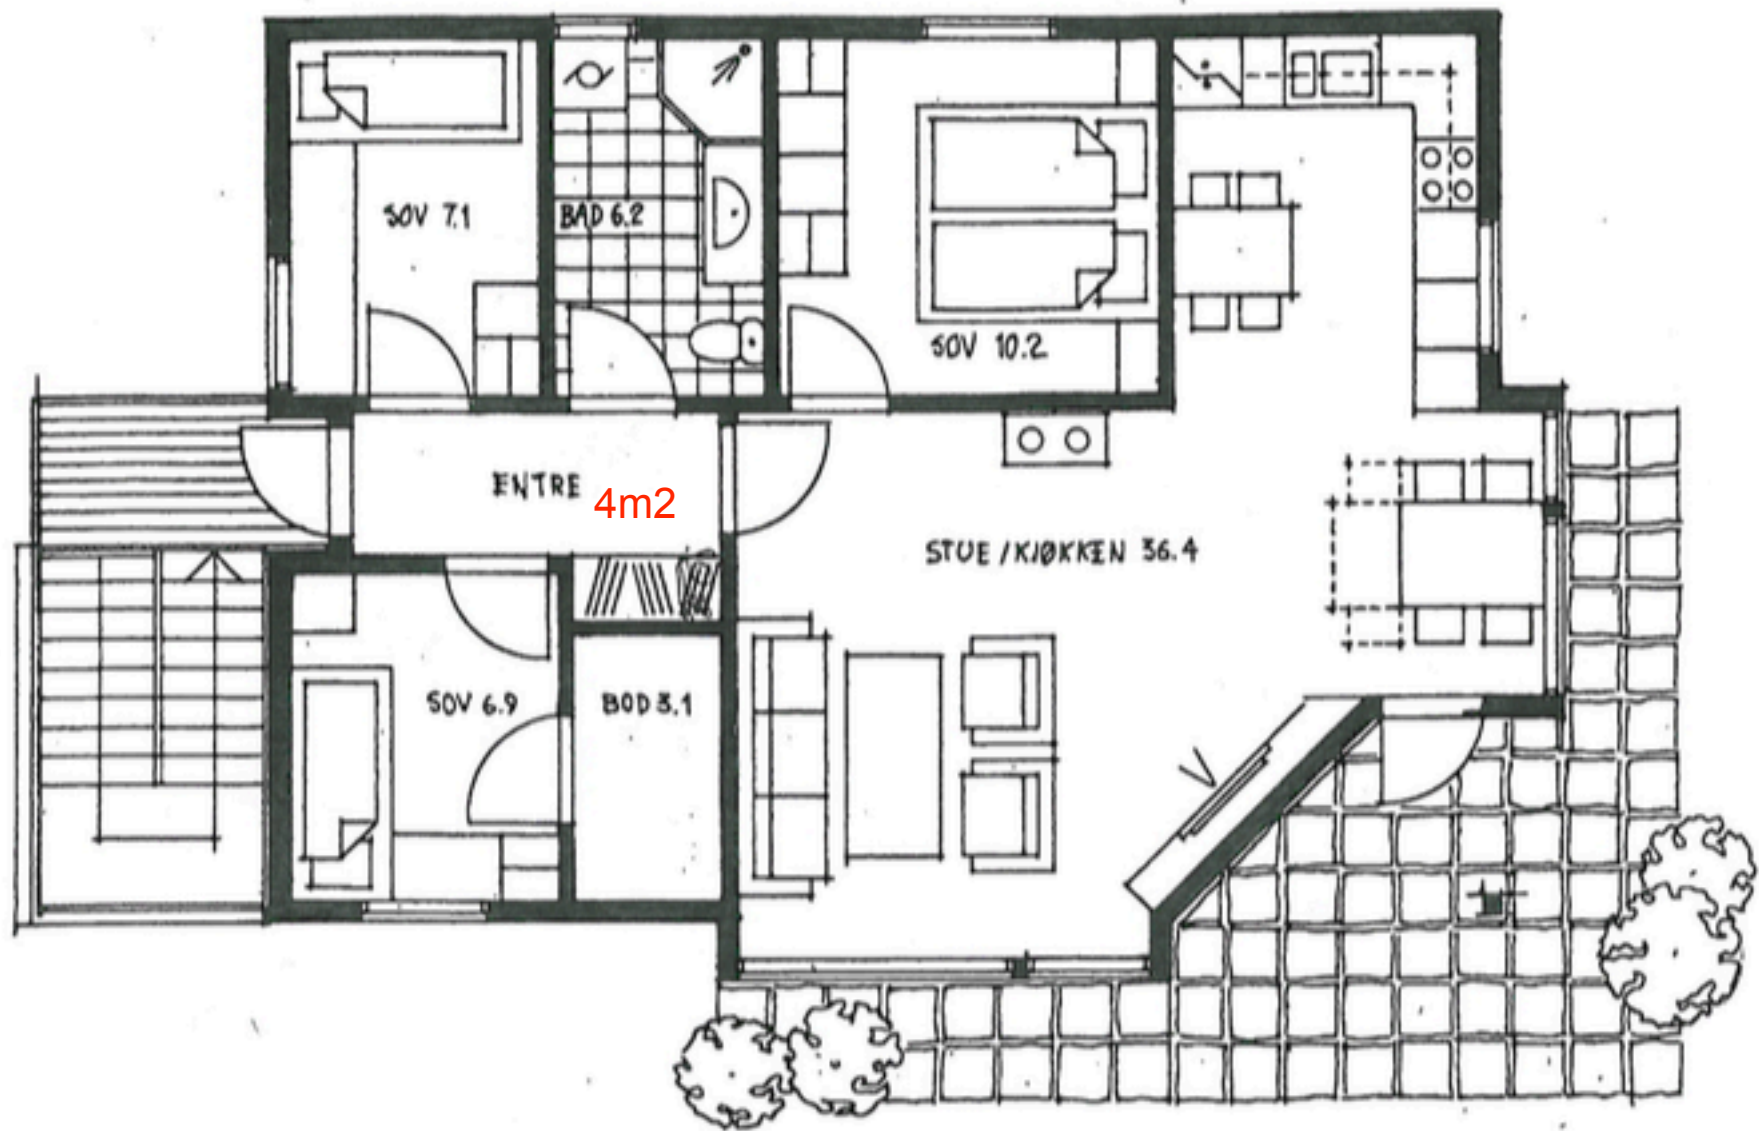 SOV 7.1
BAD 6.2
SOV 10.2
ENTRE 4m2
STUE/KJØKKEN 36.4
SOV 6.9
BOD 3.1